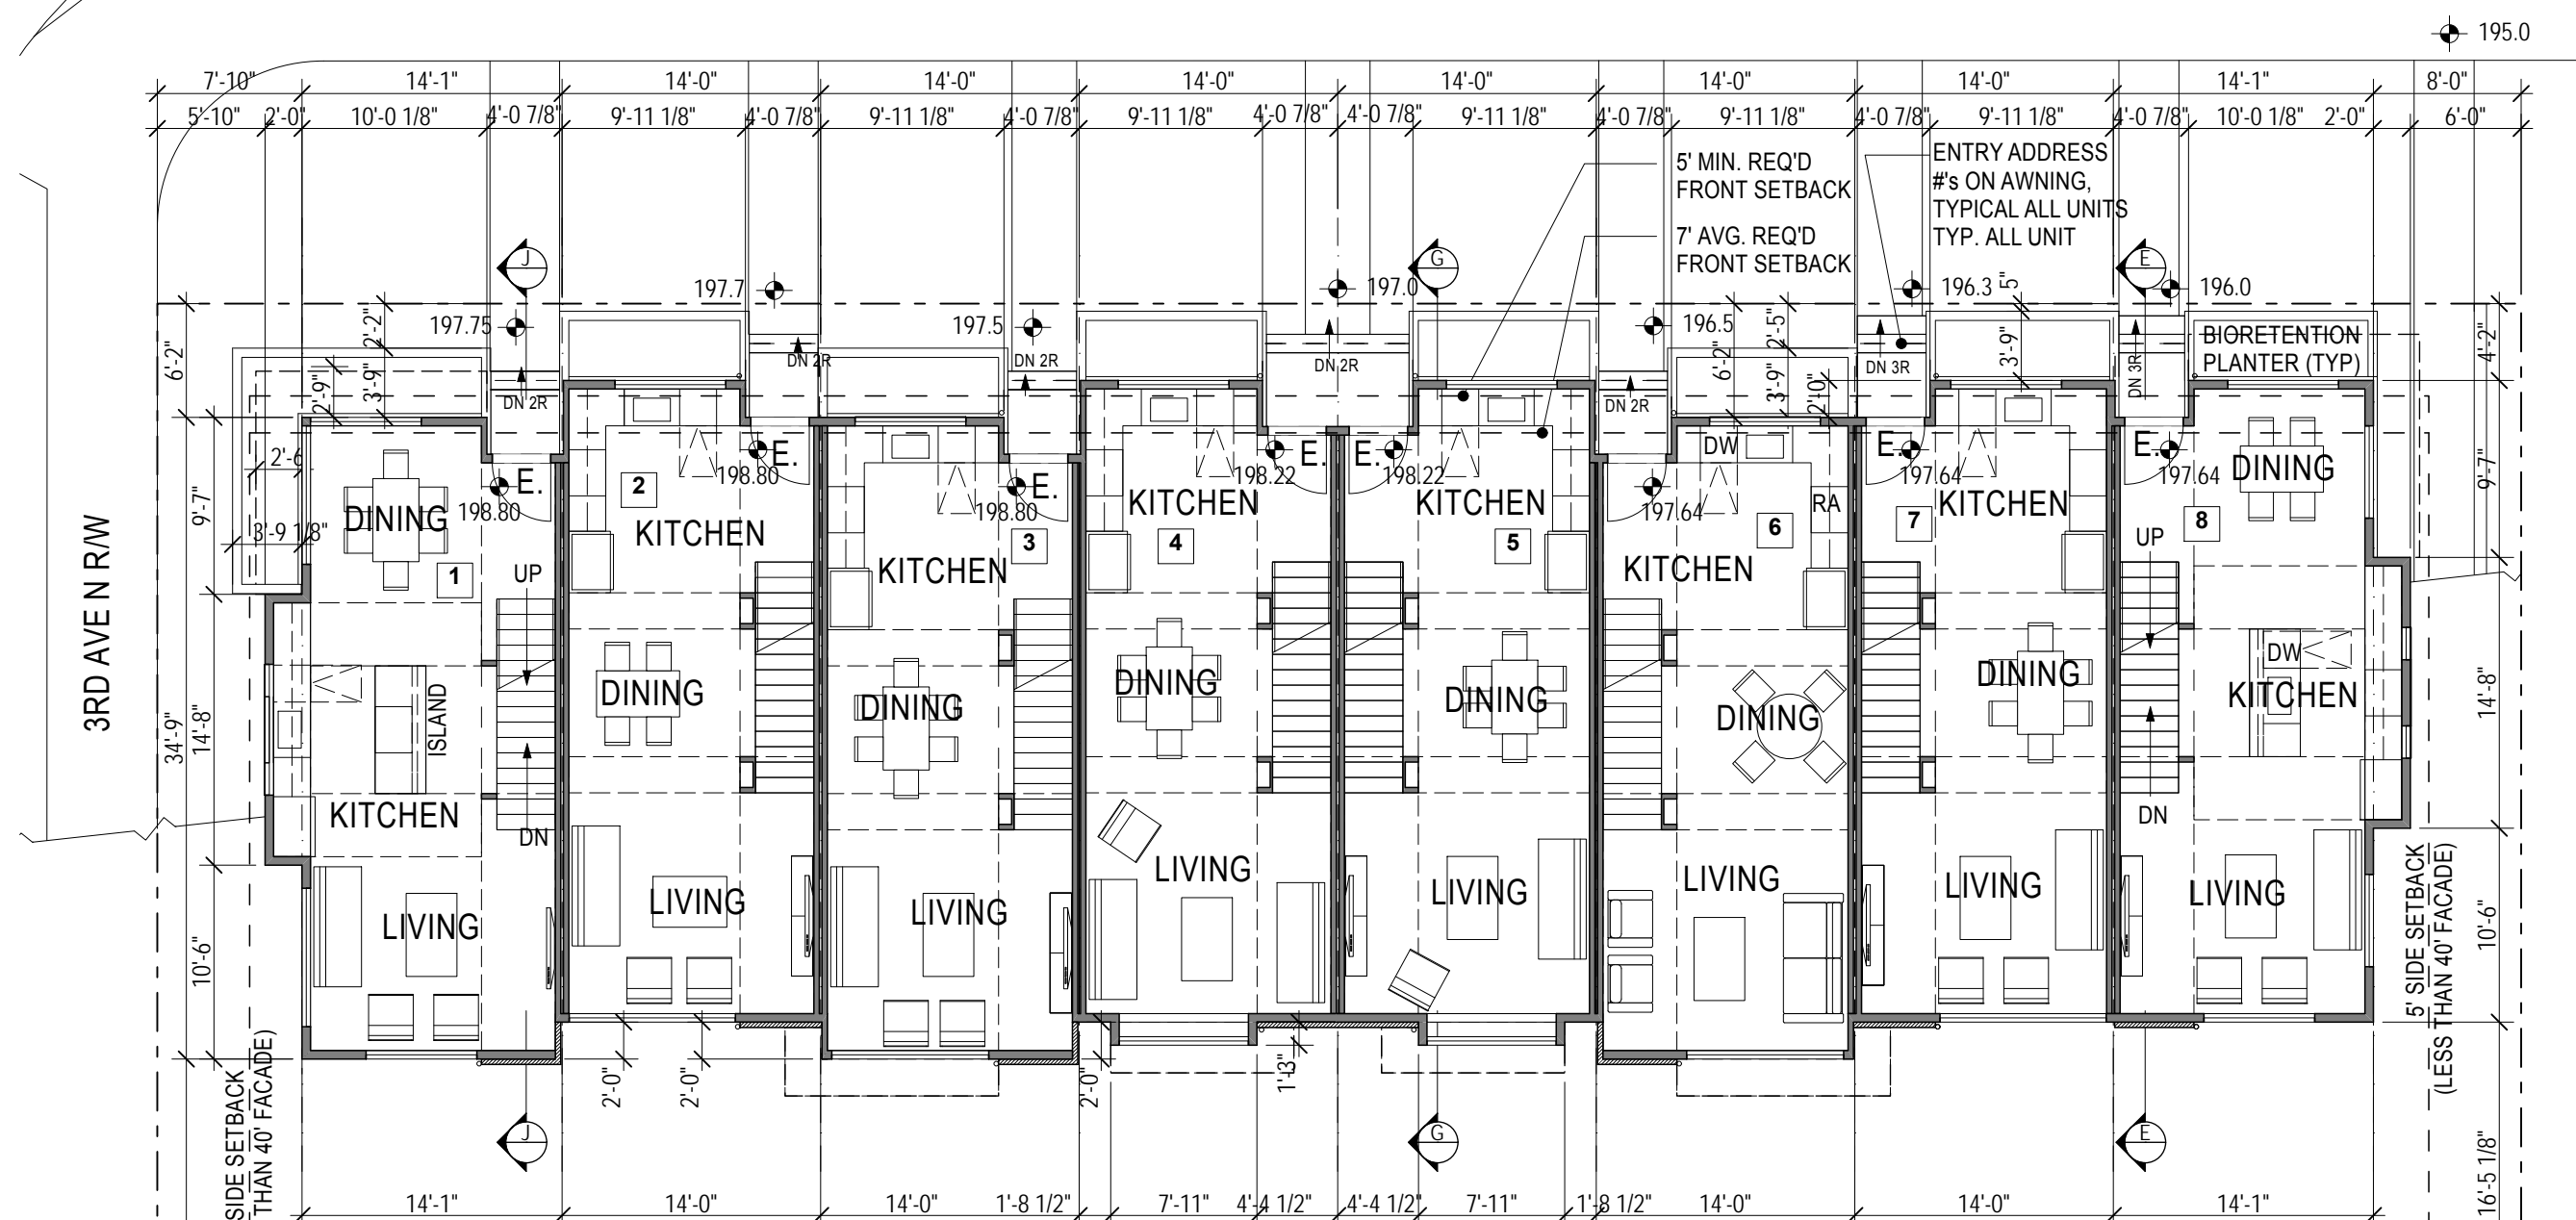 195.0
7'-10" 14'-1" 14'-0" 14'-0" 14'-0" 14'-0" 14'-0" 14'-0" 14'-1" 8'-0"
5'-10" 2'-0" 10'-0 1/8" 4'-0 7/8" 9'-11 1/8" 4'-0 7/8" 9'-11 1/8" 4'-0 7/8" 9'-11 1/8" 4'-0 7/8" 4'-0 7/8" 9'-11 1/8" 4'-0 7/8" 9'-11 1/8" 4'-0 7/8" 9'-11 1/8" 4'-0 7/8" 10'-0 1/8" 2'-0" 6'-0"
5' MIN. REQ'D
FRONT SETBACK
7' AVG. REQ'D
FRONT SETBACK
ENTRY ADDRESS
#'s ON AWNING,
TYPICAL ALL UNITS
TYP. ALL UNIT
J G E
197.7 197.0 196.3 5" 196.0
197.75 197.5 196.5
6'-2" 2'-2" 6'-2" 2'-5" 3'-9" 4'-2"
BIORETENTION
PLANTER (TYP)
2'-9" 3'-9" 3'-9" 2'-0"
DN 2R DN 2R DN 2R DN 2R DN 2R DN 3R DN 3R
E. E. E. E. E. DW E. E.
198.80 198.80 198.80 198.22 198.22 197.64 197.64 197.64
2'-6
9'-7" 9'-7"
3'-9 1/8"
DINING KITCHEN KITCHEN KITCHEN KITCHEN KITCHEN RA KITCHEN DINING
1 2 3 4 5 6 7 8
UP UP
3RD AVE N R/W
34'-9" 14'-8" 14'-8"
ISLAND
DINING DINING DINING DINING DINING DINING DW
KITCHEN KITCHEN
DN DN
LIVING LIVING LIVING LIVING LIVING LIVING LIVING LIVING
10'-6" 10'-6"
5' SIDE SETBACK
(LESS THAN 40' FACADE)
SIDE SETBACK
THAN 40' FACADE)
2'-0" 2'-0" 2'-0" 1'-3"
J G E
16'-5 1/8"
14'-1" 14'-0" 14'-0" 1'-8 1/2" 7'-11" 4'-4 1/2" 4'-4 1/2" 7'-11" 1'-8 1/2" 14'-0" 14'-0" 14'-1"